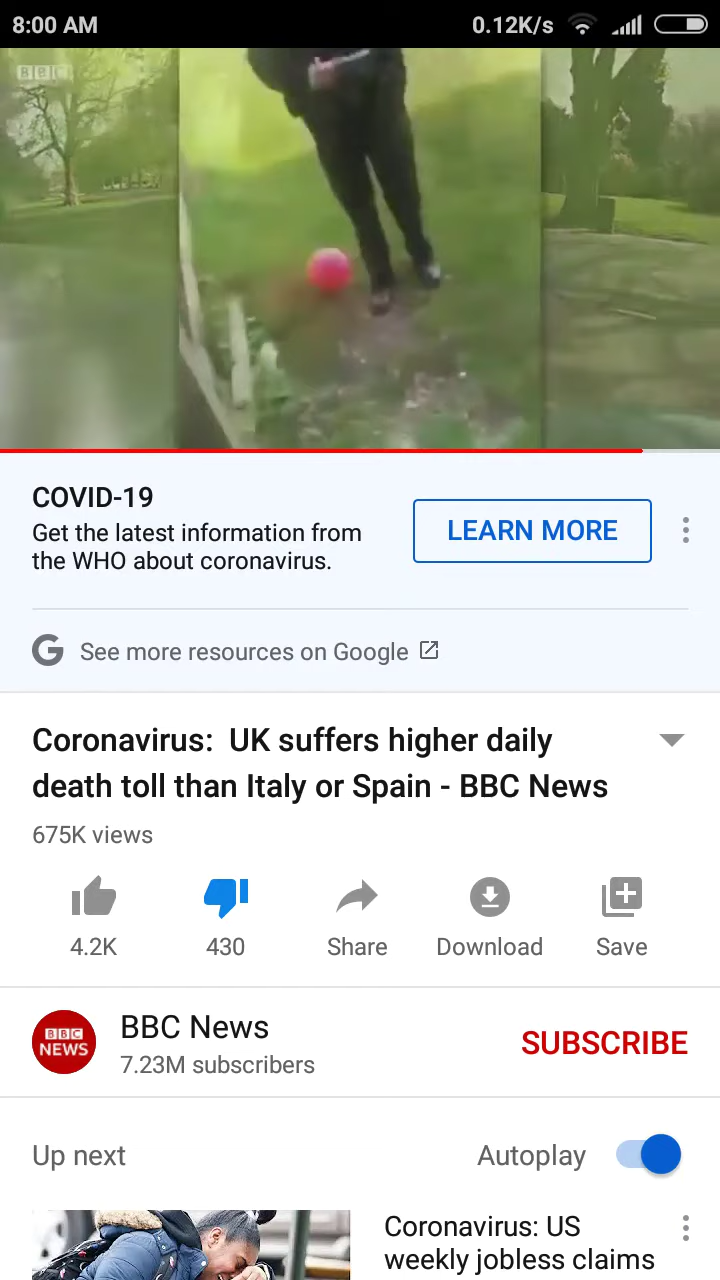 8:00 AM
0.12K/s
BBC
COVID-19
Get the latest information from
the WHO about coronavirus.
LEARN MORE
G
See more resources on Google
Coronavirus:  UK suffers higher daily
death toll than Italy or Spain - BBC News
675K views
4.2K
430
Share
Download
Save
BBC
NEWS
BBC News
7.23M subscribers
SUBSCRIBE
Up next
Autoplay
Coronavirus: US
weekly jobless claims